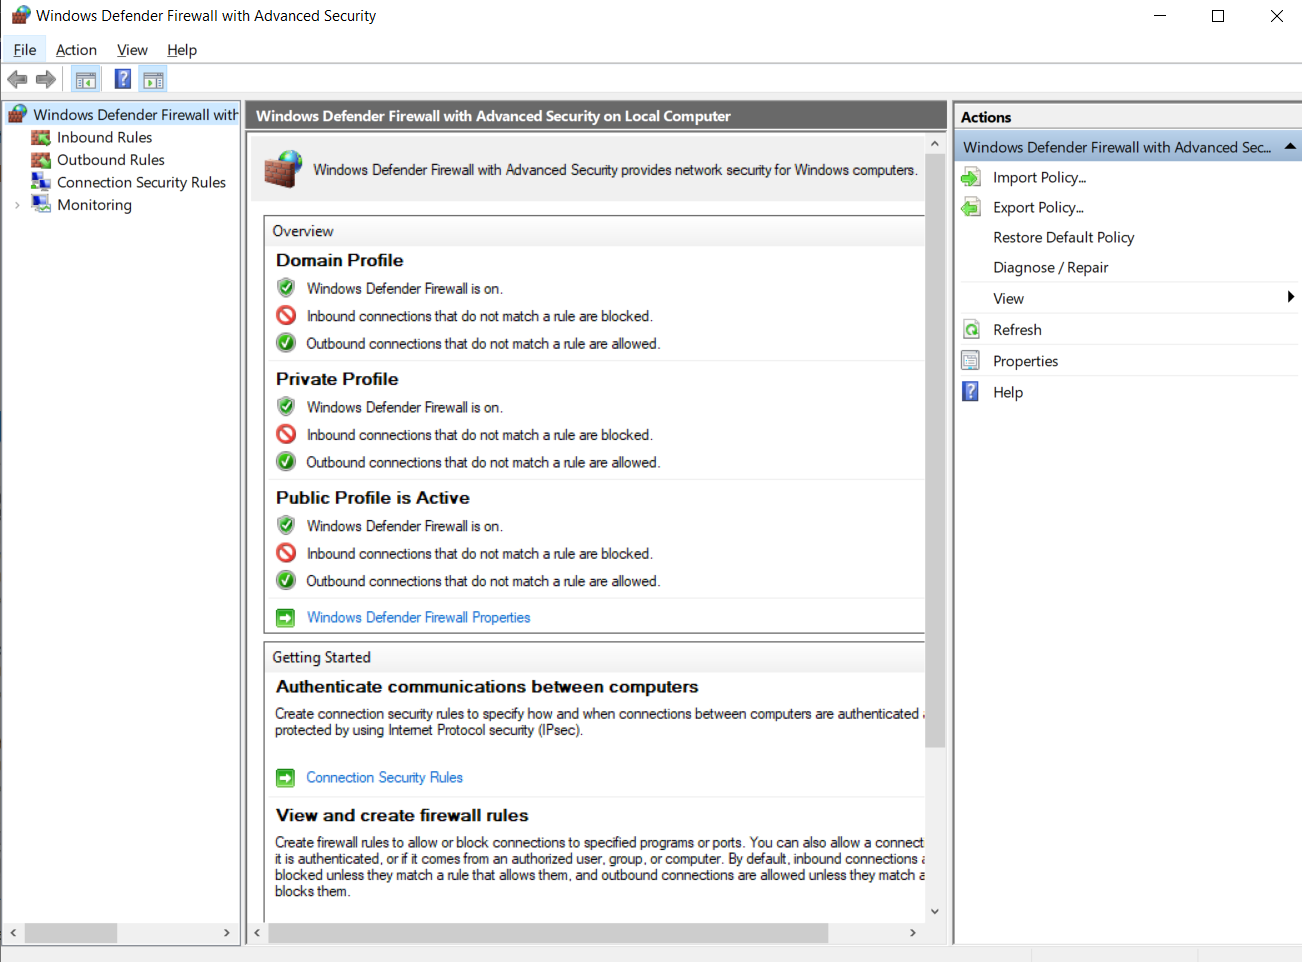 Windows Defender Firewall with Advanced Security
File Action View Help
Windows Defender Firewall with
Inbound Rules
Outbound Rules
Connection Security Rules
Monitoring
Windows Defender Firewall with Advanced Security on Local Computer
Windows Defender Firewall with Advanced Security provides network security for Windows computers.
Overview
Domain Profile
Windows Defender Firewall is on.
Inbound connections that do not match a rule are blocked.
Outbound connections that do not match a rule are allowed.
Private Profile
Windows Defender Firewall is on.
Inbound connections that do not match a rule are blocked.
Outbound connections that do not match a rule are allowed.
Public Profile is Active
Windows Defender Firewall is on.
Inbound connections that do not match a rule are blocked.
Outbound connections that do not match a rule are allowed.
Windows Defender Firewall Properties
Getting Started
Authenticate communications between computers
Create connection security rules to specify how and when connections between computers are authenticated
protected by using Internet Protocol security (IPsec).
Connection Security Rules
View and create firewall rules
Create firewall rules to allow or block connections to specified programs or ports. You can also allow a connect
it is authenticated, or if it comes from an authorized user, group, or computer. By default, inbound connections
blocked unless they match a rule that allows them, and outbound connections are allowed unless they match a
blocks them.
Actions
Windows Defender Firewall with Advanced Sec...
Import Policy...
Export Policy...
Restore Default Policy
Diagnose / Repair
View
Refresh
Properties
Help